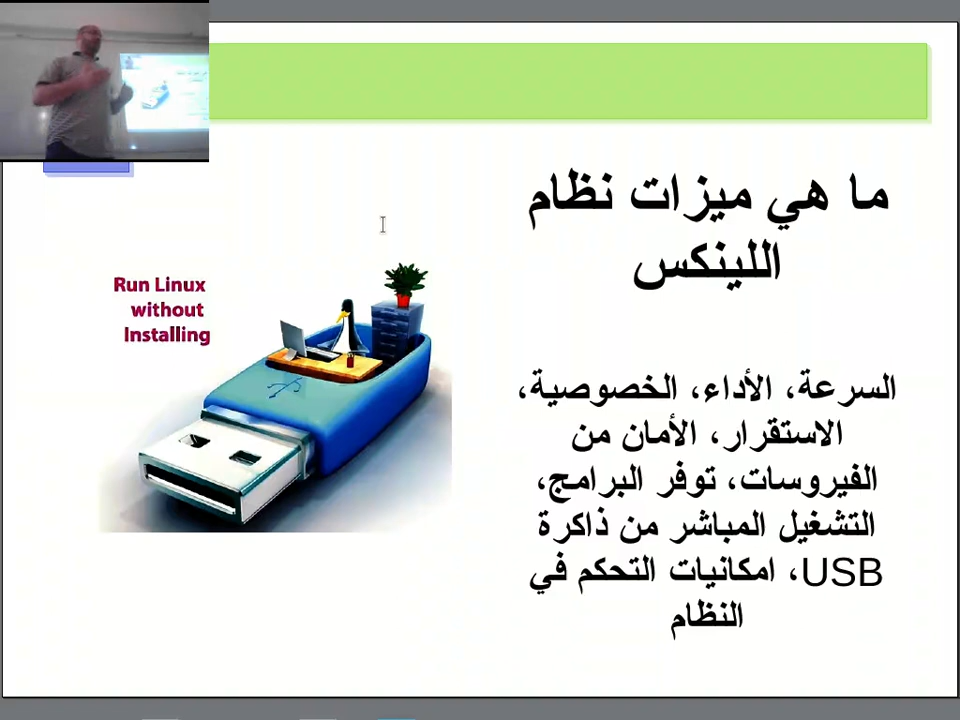 ما هي ميزات نظام
اللينكس
Run Linux
without
Installing
السرعة، الأداء، الخصوصية،
الاستقرار، الأمان من
الفيروسات، توفر البرامج،
التشغيل المباشر من ذاكرة
USB، امكانيات التحكم في
النظام